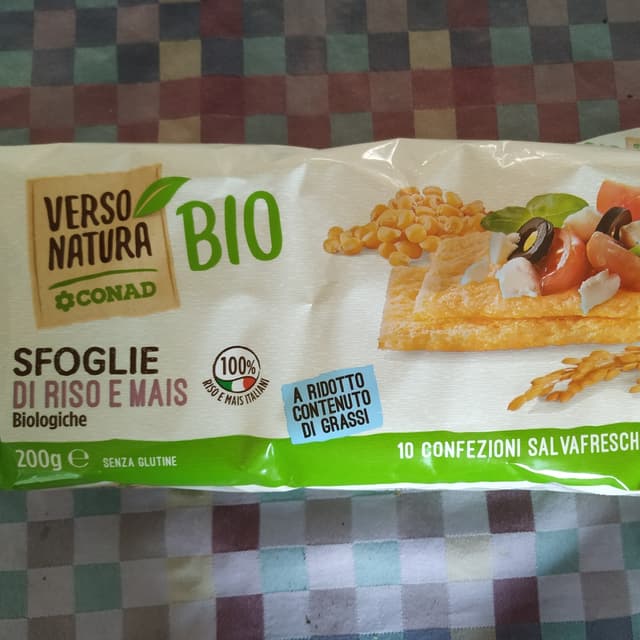 VERSO
NATURA
CONAD
BIO
SFOGLIE
DI RISO E MAIS
Biologiche
100%
RISO E MAIS ITALIANI
A RIDOTTO
CONTENUTO
DI GRASSI
200g e
SENZA GLUTINE
10 CONFEZIONI SALVAFRESCH